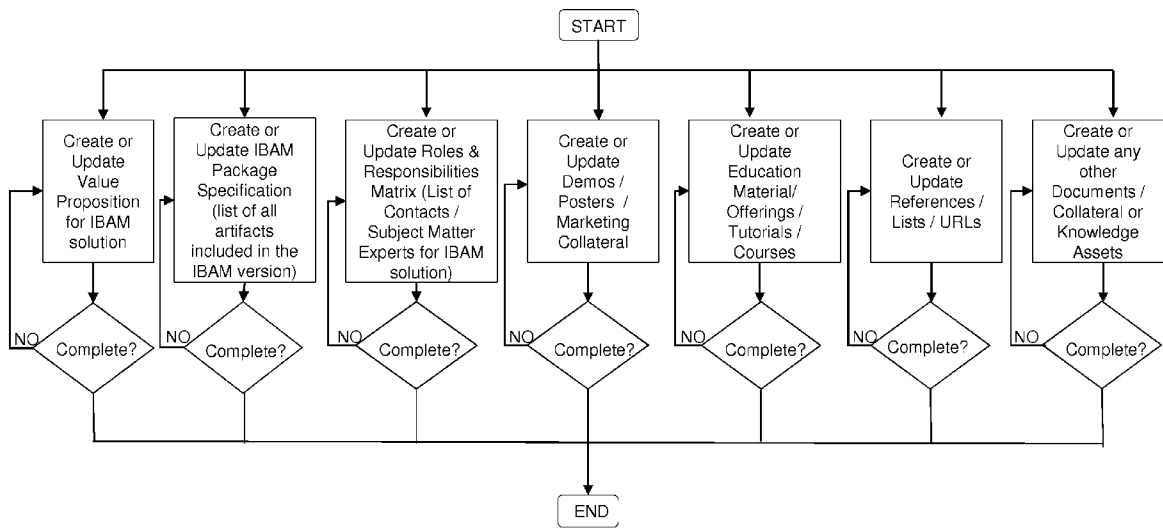 START
Create or
Update
Value
Proposition
for IBAM
solution
Create or
Update IBAM
Package
Specification
(list of all
artifacts
included in the
IBAM version)
Create or
Update Roles &
Responsibilities
Matrix (List of
Contacts /
Subject Matter
Experts for IBAM
solution)
Create or
Update
Demos /
Posters /
Marketing
Collateral
Create or
Update
Education
Material/
Offerings /
Tutorials /
Courses
Create or
Update
References /
Lists / URLs
Create or
Update any
other
Documents /
Collateral or
Knowledge
Assets
NO
Complete?
NO
Complete?
NO
Complete?
NO
Complete?
NO
Complete?
NO
Complete?
NO
Complete?
END